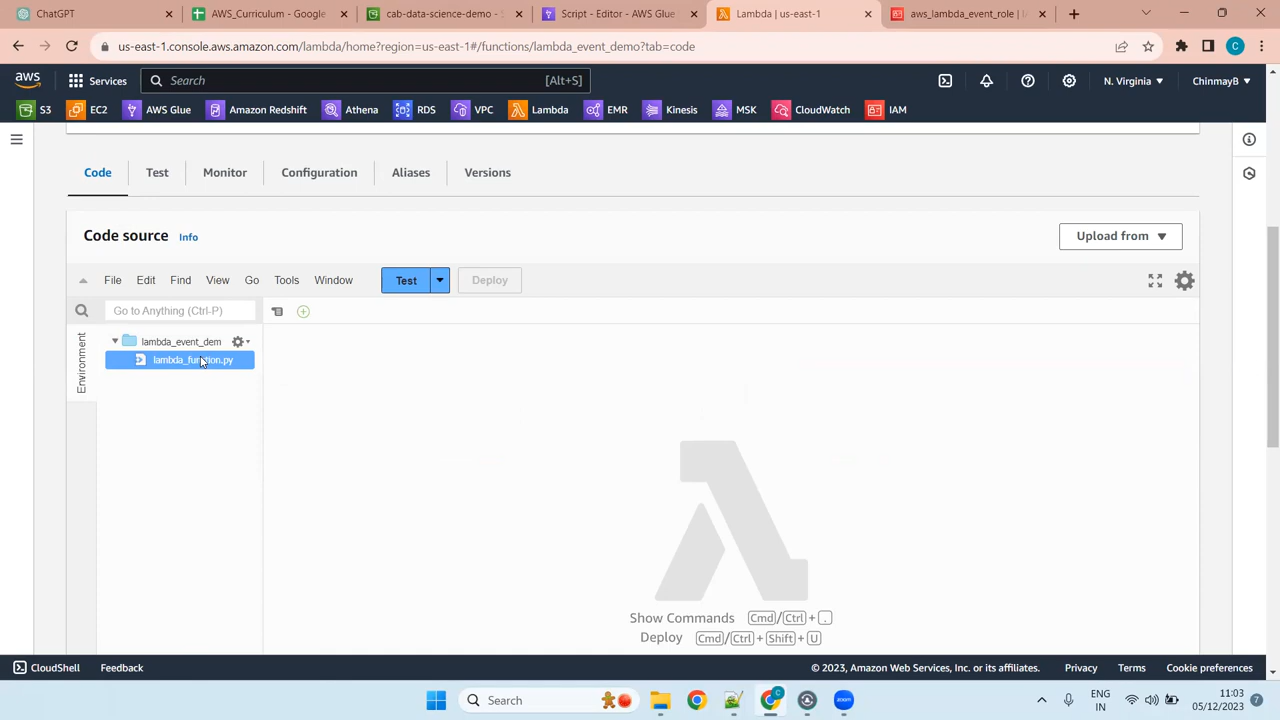 ChatGPT
AWS_Curriculum - Google
cab-data-science-demo -
Script - Editor - AWS Glue
Lambda | us-east-1
aws_lambda_event_role | I
us-east-1.console.aws.amazon.com/lambda/home?region=us-east-1#/functions/lambda_event_demo?tab=code
C
aws
Services
Search
[Alt+S]
N. Virginia
ChinmayB
S3
EC2
AWS Glue
Amazon Redshift
Athena
RDS
VPC
Lambda
EMR
Kinesis
MSK
CloudWatch
IAM
Code
Test
Monitor
Configuration
Aliases
Versions
Code source
Info
Upload from
File
Edit
Find
View
Go
Tools
Window
Test
Deploy
Go to Anything (Ctrl-P)
Environment
lambda_event_dem
lambda_function.py
Show Commands Cmd/Ctrl + .
Deploy Cmd/Ctrl + Shift + U
CloudShell
Feedback
© 2023, Amazon Web Services, Inc. or its affiliates.
Privacy
Terms
Cookie preferences
Search
zoom
ENG
IN
11:03
05/12/2023
7